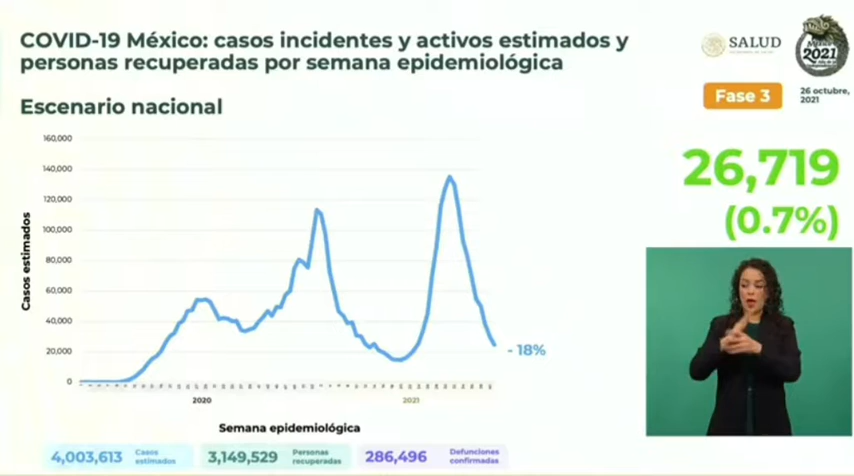 COVID-19 México: casos incidentes y activos estimados y
personas recuperadas por semana epidemiológica
SALUD
México
2021
Fase 3
26 octubre,
2021
Escenario nacional
26,719
(0.7%)
160,000
140,000
120,000
100,000
80,000
60,000
40,000
20,000
0
Casos estimados
- 18%
2020
2021
Semana epidemiológica
4,003,613 Casos
estimados
3,149,529 Personas
recuperadas
286,496 Defunciones
confirmadas